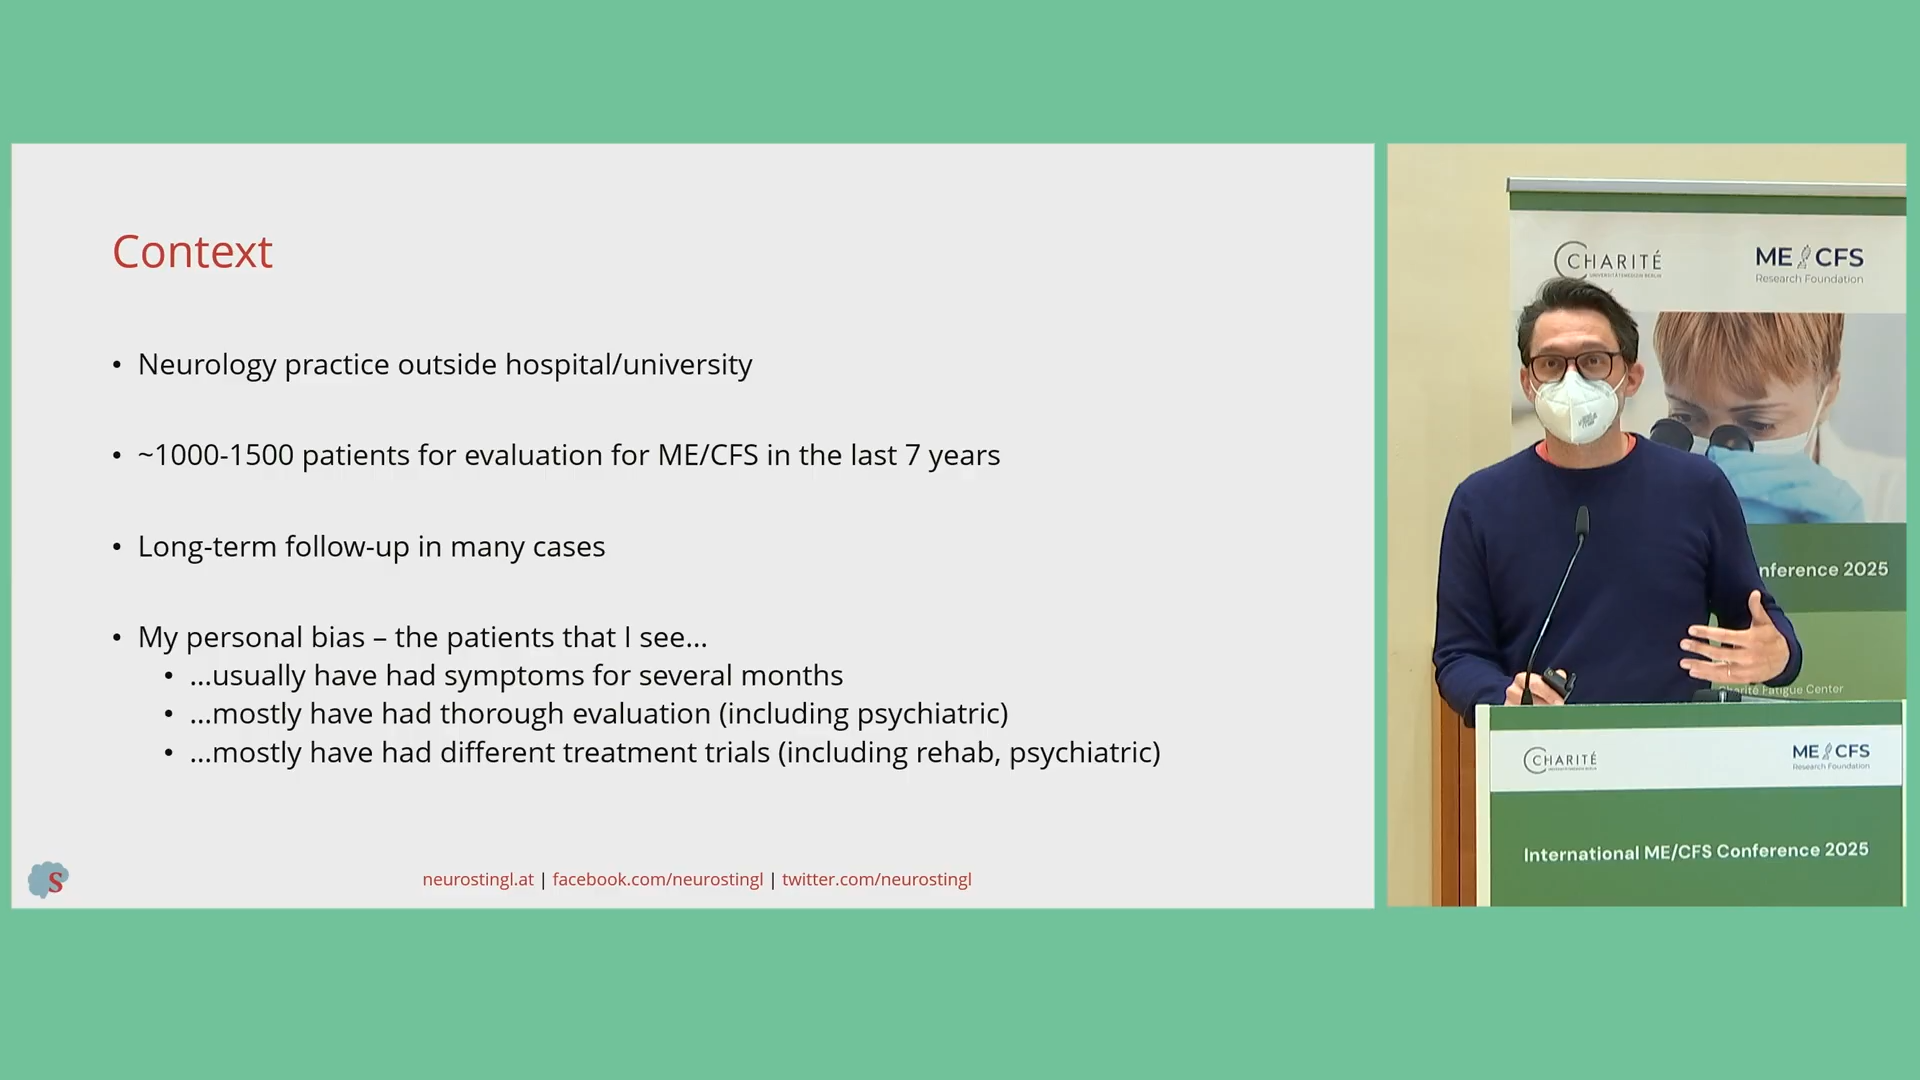 Context
• Neurology practice outside hospital/university
• ~1000-1500 patients for evaluation for ME/CFS in the last 7 years
• Long-term follow-up in many cases
• My personal bias – the patients that I see...
• ...usually have had symptoms for several months
• ...mostly have had thorough evaluation (including psychiatric)
• ...mostly have had different treatment trials (including rehab, psychiatric)
S
neurostingl.at | facebook.com/neurostingl | twitter.com/neurostingl
CHARITÉ
UNIVERSITÄTSMEDIZIN BERLIN
ME CFS
Research Foundation
nference 2025
Charité Fatigue Center
CHARITÉ
ME CFS
Research Foundation
International ME/CFS Conference 2025